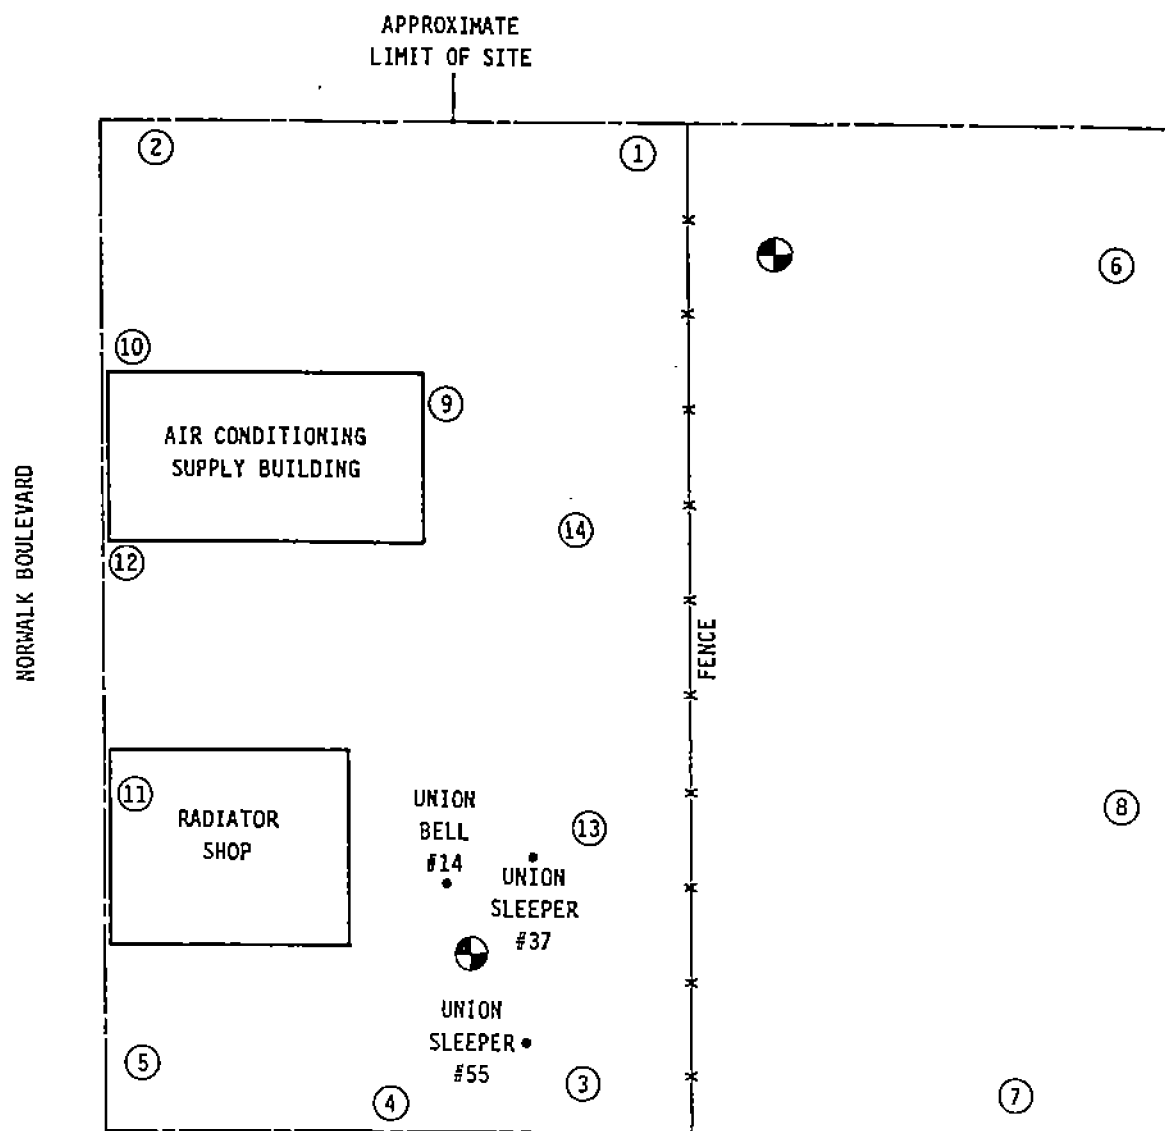 APPROXIMATE
LIMIT OF SITE
2
1
6
10
9
AIR CONDITIONING
SUPPLY BUILDING
14
12
NORWALK BOULEVARD
FENCE
11
RADIATOR
SHOP
UNION
BELL
#14
13
8
UNION
SLEEPER
#37
UNION
SLEEPER
#55
5
4
3
7